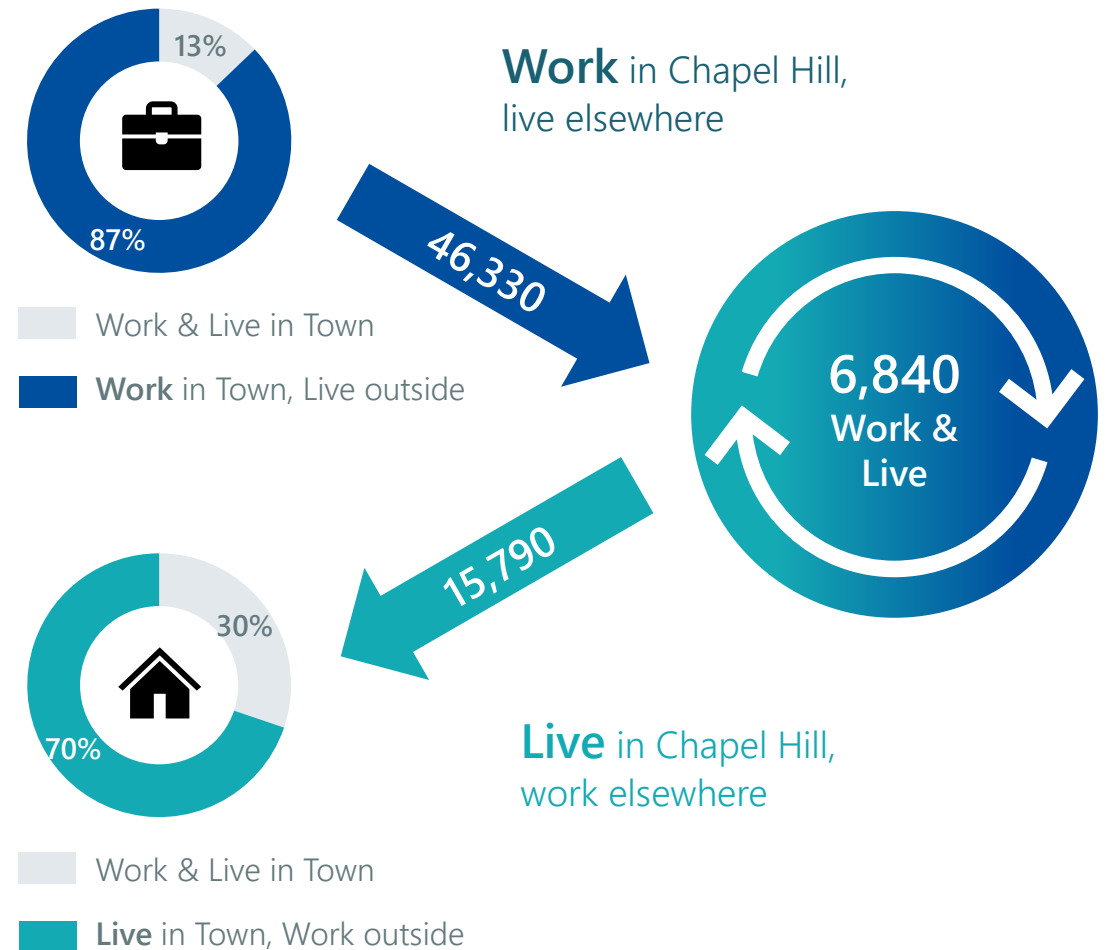 13%
87%
Work & Live in Town
Work in Town, Live outside
Work in Chapel Hill,
live elsewhere
46,330
6,840
Work &
Live
15,790
30%
70%
Work & Live in Town
Live in Town, Work outside
Live in Chapel Hill,
work elsewhere